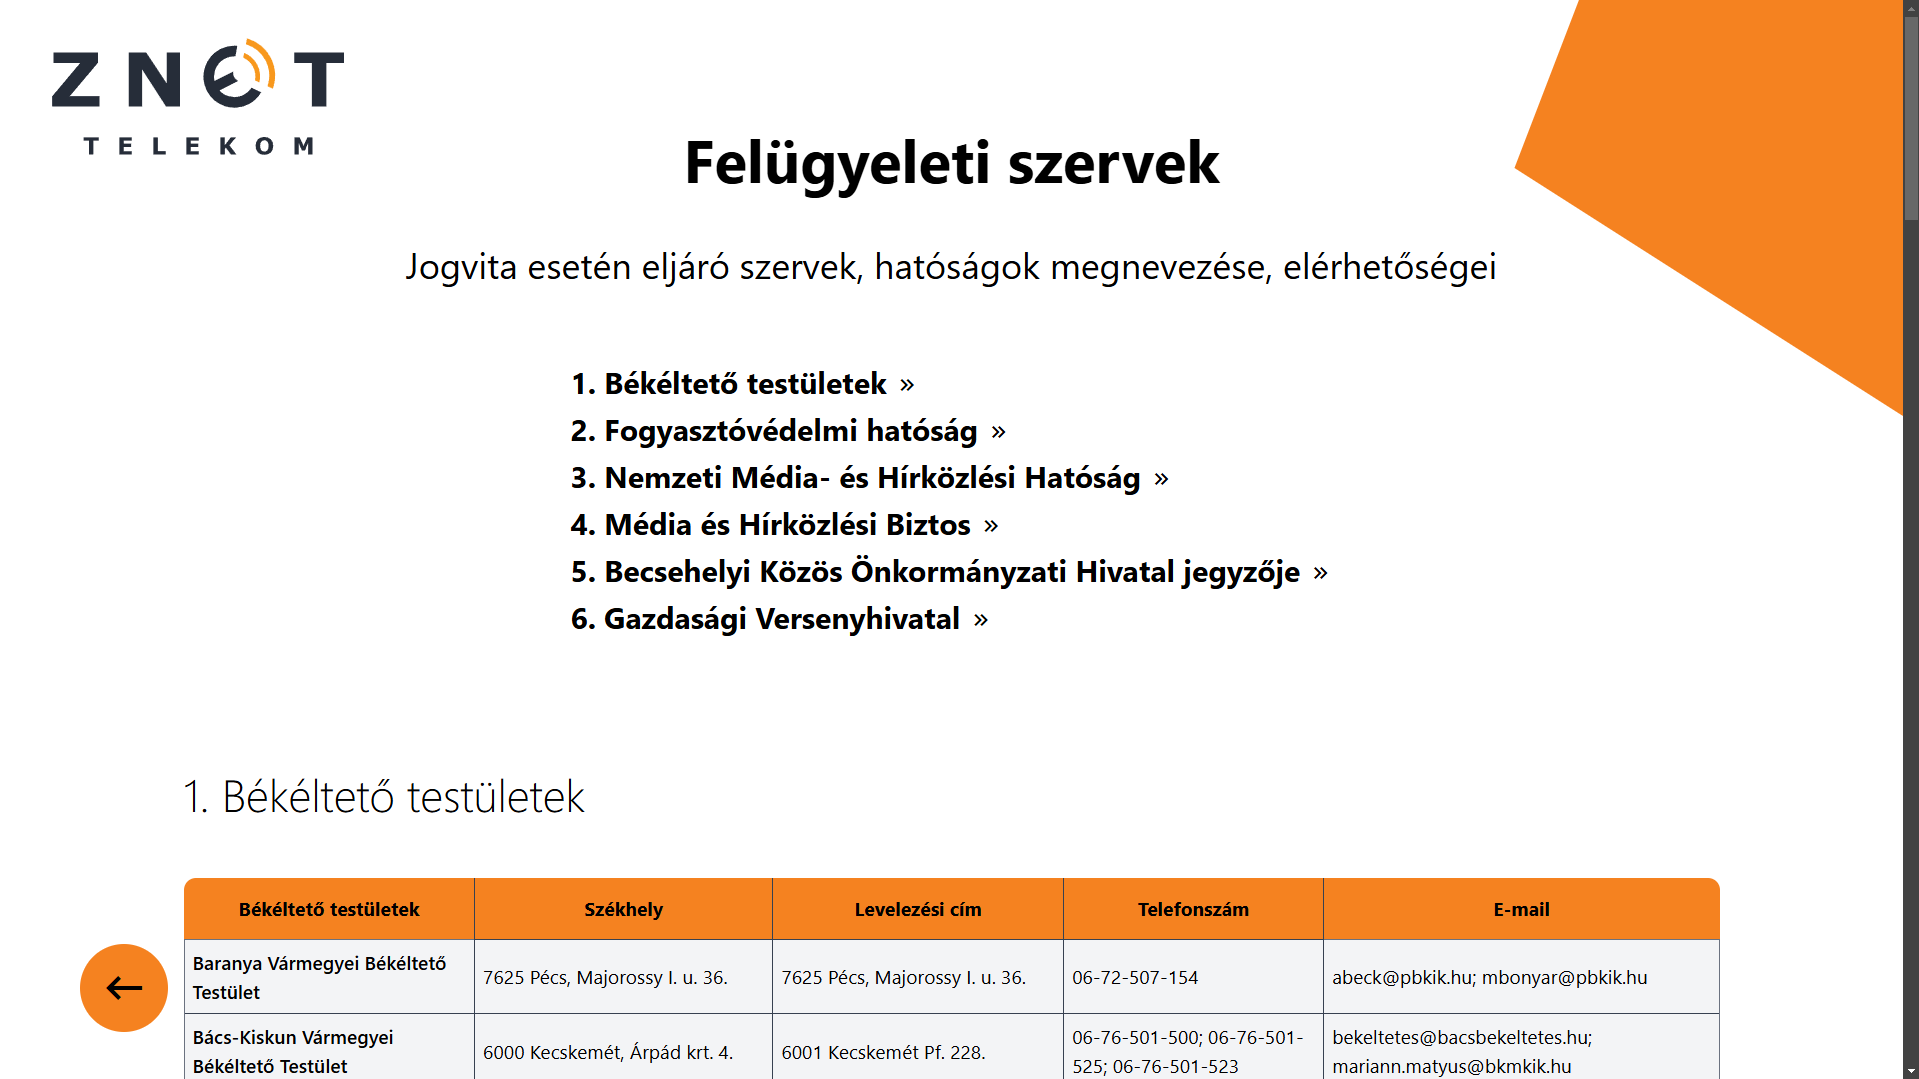 ZNET
TELEKOM
Felügyeleti szervek
Jogvita esetén eljáró szervek, hatóságok megnevezése, elérhetőségei
1. Békéltető testületek »
2. Fogyasztóvédelmi hatóság »
3. Nemzeti Média- és Hírközlési Hatóság »
4. Média és Hírközlési Biztos »
5. Becsehelyi Közös Önkormányzati Hivatal jegyzője »
6. Gazdasági Versenyhivatal »
1. Békéltető testületek
Békéltető testületek Székhely Levelezési cím Telefonszám E-mail
Baranya Vármegyei Békéltető
Testület
7625 Pécs, Majorossy I. u. 36.
7625 Pécs, Majorossy I. u. 36.
06-72-507-154
abeck@pbkik.hu; mbonyar@pbkik.hu
Bács-Kiskun Vármegyei
Békéltető Testület
6000 Kecskemét, Árpád krt. 4.
6001 Kecskemét Pf. 228.
06-76-501-500; 06-76-501-
525; 06-76-501-523
bekeltetes@bacsbekeltetes.hu;
mariann.matyus@bkmkik.hu